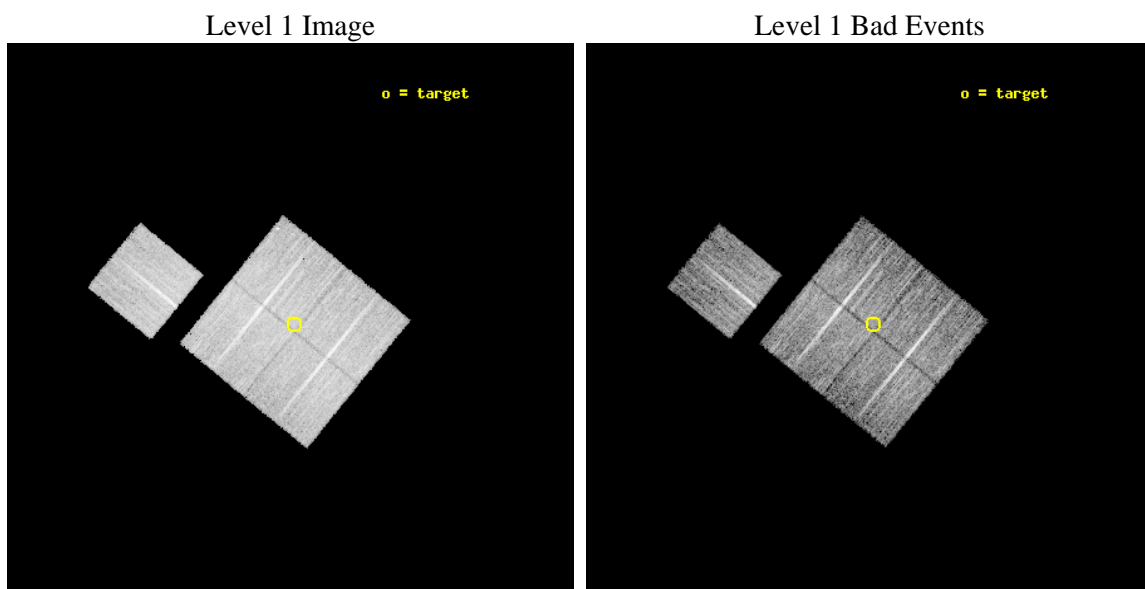 Level 1 Image
Level 1 Bad Events
o = target
o = target